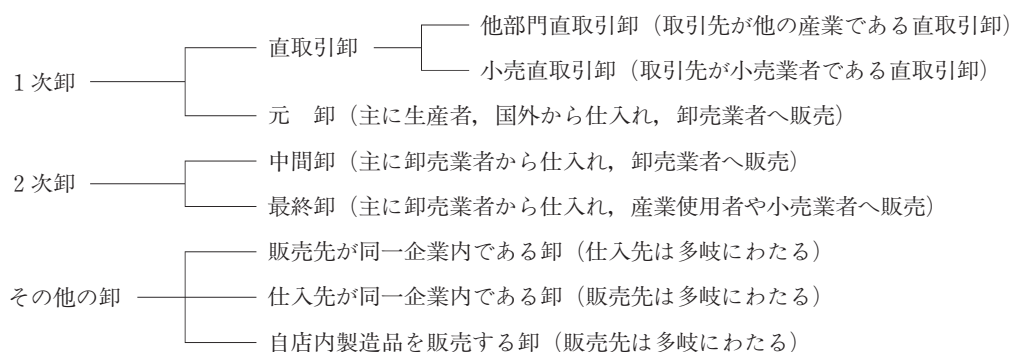 他部門直取引卸（取引先が他の産業である直取引卸）
直取引卸
小売直取引卸（取引先が小売業者である直取引卸）
1次卸
元　卸（主に生産者，国外から仕入れ，卸売業者へ販売）
中間卸（主に卸売業者から仕入れ，卸売業者へ販売）
2次卸
最終卸（主に卸売業者から仕入れ，産業使用者や小売業者へ販売）
販売先が同一企業内である卸（仕入先は多岐にわたる）
その他の卸
仕入先が同一企業内である卸（販売先は多岐にわたる）
自店内製造品を販売する卸（販売先は多岐にわたる）